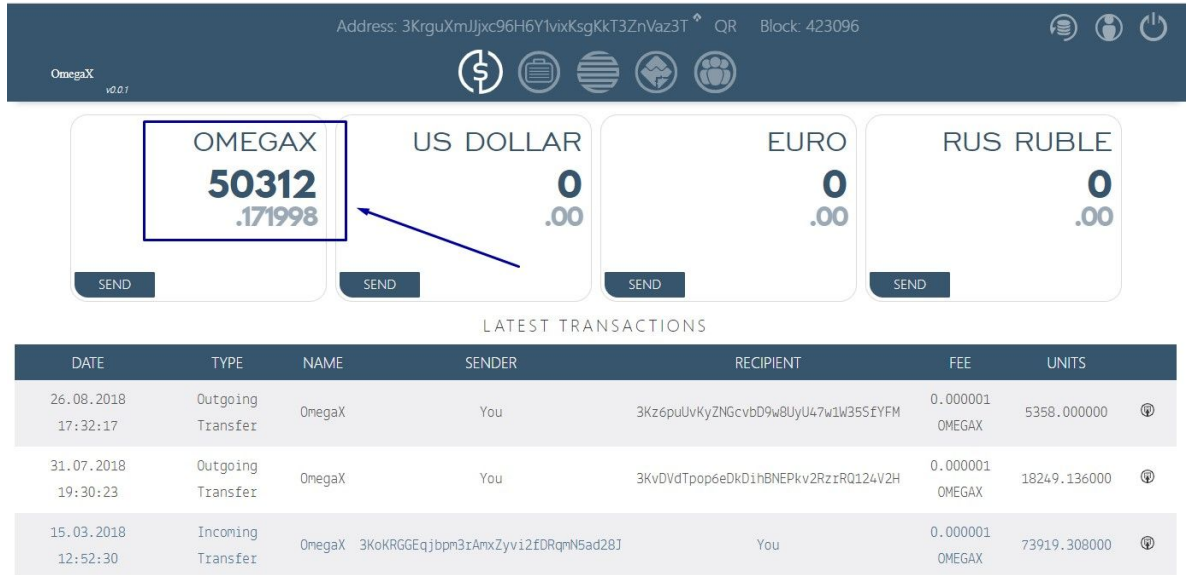 Address: 3KrguXmJJjxc96H6Y1vixKsgKkT3ZnVaz3T QR Block: 423096
OmegaX
v0.0.1
OMEGAX US DOLLAR EURO RUS RUBLE
50312 0 0 0
.171998 .00 .00 .00
SEND SEND SEND SEND
LATEST TRANSACTIONS
DATE TYPE NAME SENDER RECIPIENT FEE UNITS
26.08.2018 Outgoing 0.000001
OmegaX You 3Kz6puUvKyZNGcvbD9w8UyU47w1W35SfYFM 5358.000000
17:32:17 Transfer OMEGAX
31.07.2018 Outgoing 0.000001
OmegaX You 3KvDVdTpop6eDkDihBNEPkv2RzrRQ124V2H 18249.136000
19:30:23 Transfer OMEGAX
15.03.2018 Incoming 0.000001
OmegaX 3KoKRGGEqjbpm3rAmxZyvi2fDRqmN5ad28J You 73919.308000
12:52:30 Transfer OMEGAX